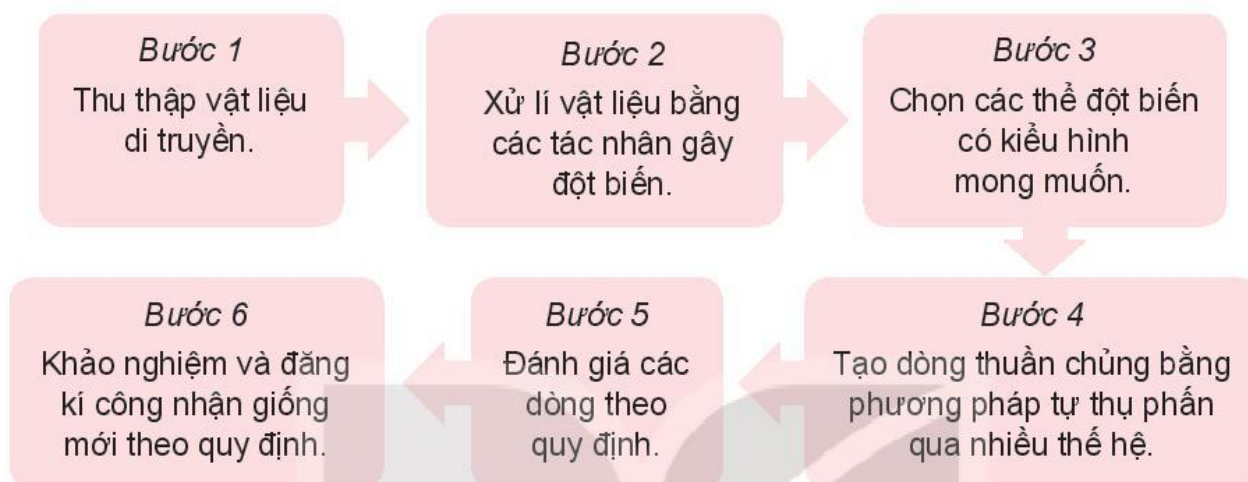 Bước 1
Thu thập vật liệu
di truyền.
Bước 2
Xử lí vật liệu bằng
các tác nhân gây
đột biến.
Bước 3
Chọn các thể đột biến
có kiểu hình
mong muốn.
Bước 4
Tạo dòng thuần chủng bằng
phương pháp tự thụ phấn
qua nhiều thế hệ.
Bước 5
Đánh giá các
dòng theo
quy định.
Bước 6
Khảo nghiệm và đăng
kí công nhận giống
mới theo quy định.